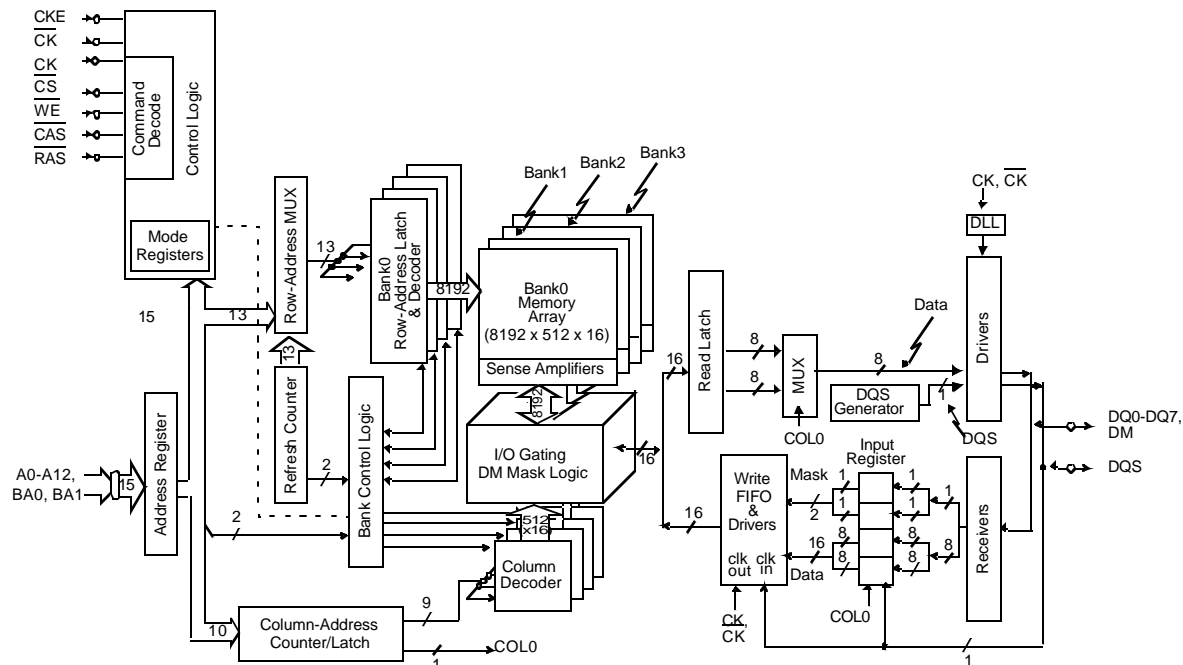 CKE
CK
CK
CS
WE
CAS
RAS
Command
Decode
Control Logic
Mode
Registers
15
13
Row-Address MUX
13
Refresh Counter
13
Bank0
Row-Address Latch
& Decoder
8192
Bank1
Bank2
Bank3
Bank0
Memory
Array
(8192 x 512 x 16)
Sense Amplifiers
8192
I/O Gating
DM Mask Logic
16
A0-A12,
BA0, BA1
15
Address Register
2
2
Bank Control Logic
512
x16
Column
Decoder
10
Column-Address
Counter/Latch
9
1
COL0
16
Read Latch
8
8
MUX
COL0
Data
8
DQS
Generator
1
DQS
CK, CK
DLL
Drivers
DQ0-DQ7,
DM
DQS
16
Write
FIFO
&
Drivers
clk
out
clk
in
CK,
CK
Mask
2
16
Data
Input
Register
1
1
8
8
1
1
8
8
1
8
COL0
Receivers
1